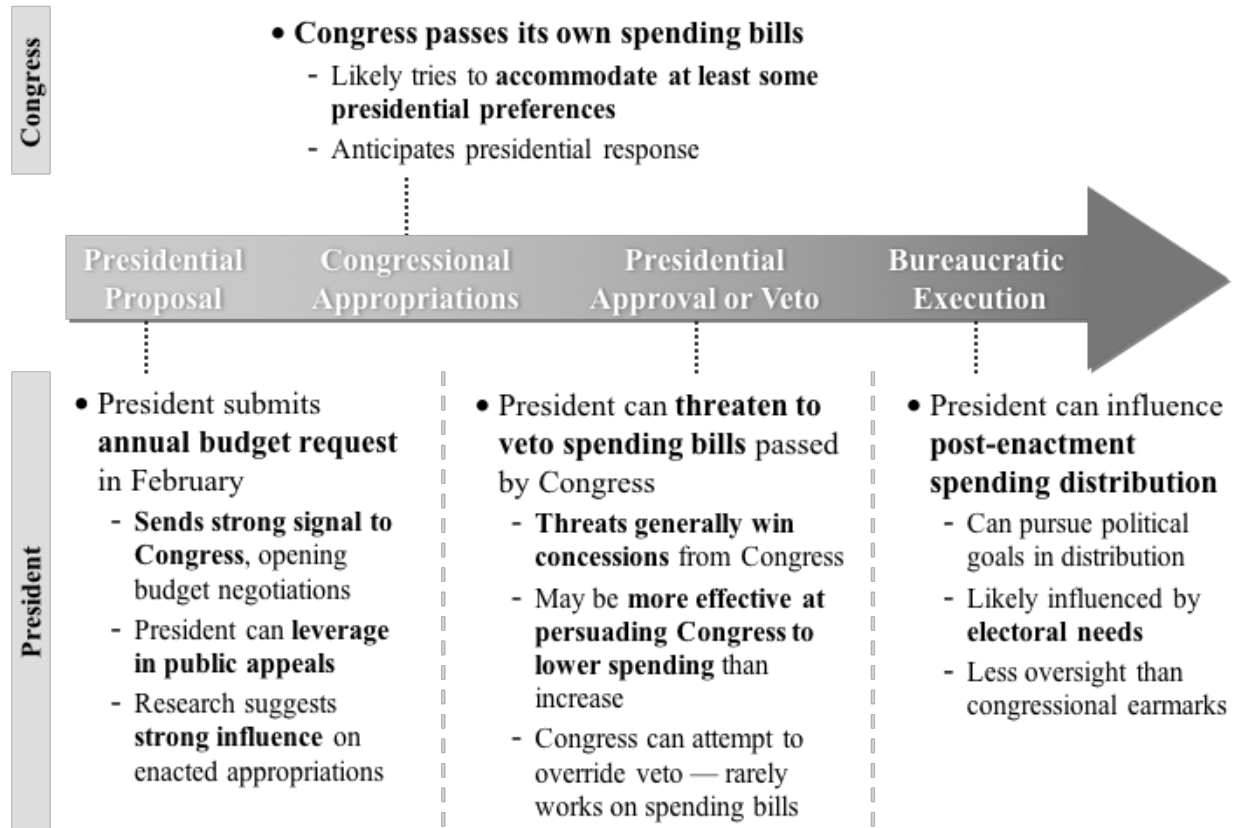 Congress
• Congress passes its own spending bills
- Likely tries to accommodate at least some
presidential preferences
- Anticipates presidential response
Presidential
Proposal
Congressional
Appropriations
Presidential
Approval or Veto
Bureaucratic
Execution
President
• President submits
annual budget request
in February
- Sends strong signal to
Congress, opening
budget negotiations
- President can leverage
in public appeals
- Research suggests
strong influence on
enacted appropriations
• President can threaten to
veto spending bills passed
by Congress
- Threats generally win
concessions from Congress
- May be more effective at
persuading Congress to
lower spending than
increase
- Congress can attempt to
override veto — rarely
works on spending bills
• President can influence
post-enactment
spending distribution
- Can pursue political
goals in distribution
- Likely influenced by
electoral needs
- Less oversight than
congressional earmarks